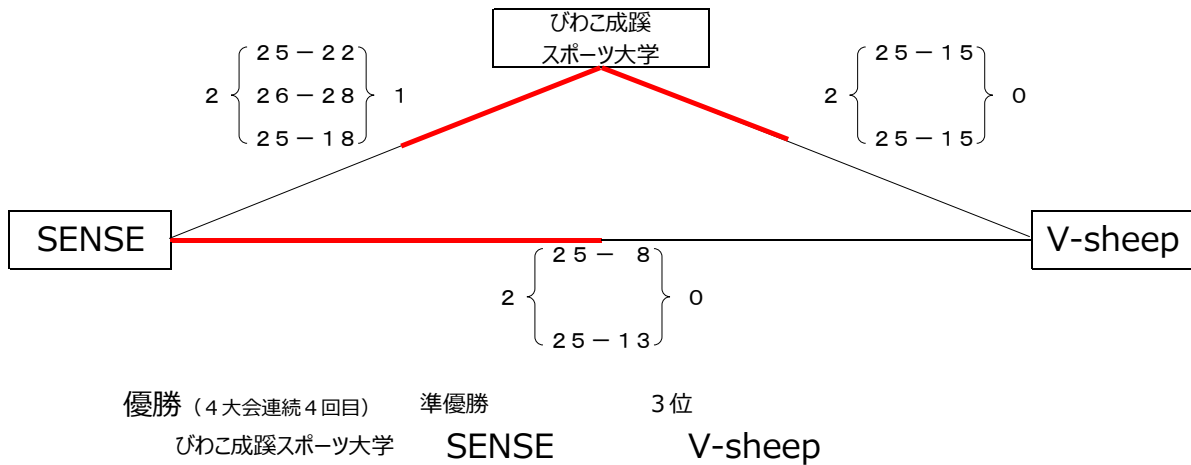 びわこ成蹊
スポーツ大学
２５－２２
２
２６－２８
１
２５－１８
２５－１５
２
０
２５－１５
SENSE
V-sheep
２５－　８
２
０
２５－１３
優勝（４大会連続４回目）
準優勝
３位
びわこ成蹊スポーツ大学
SENSE
V-sheep